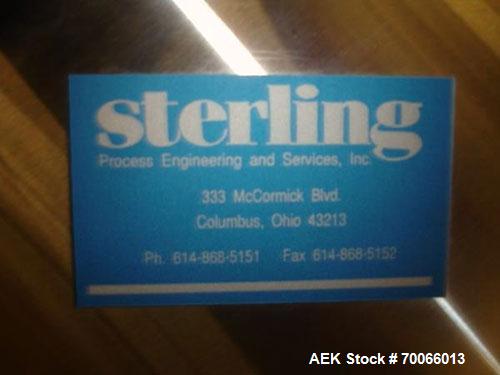 sterling
Process Engineering and Services, Inc.
333 McCormick Blvd.
Columbus, Ohio 43213
Ph. 614-868-5151 Fax 614-868-5152
AEK Stock # 70066013